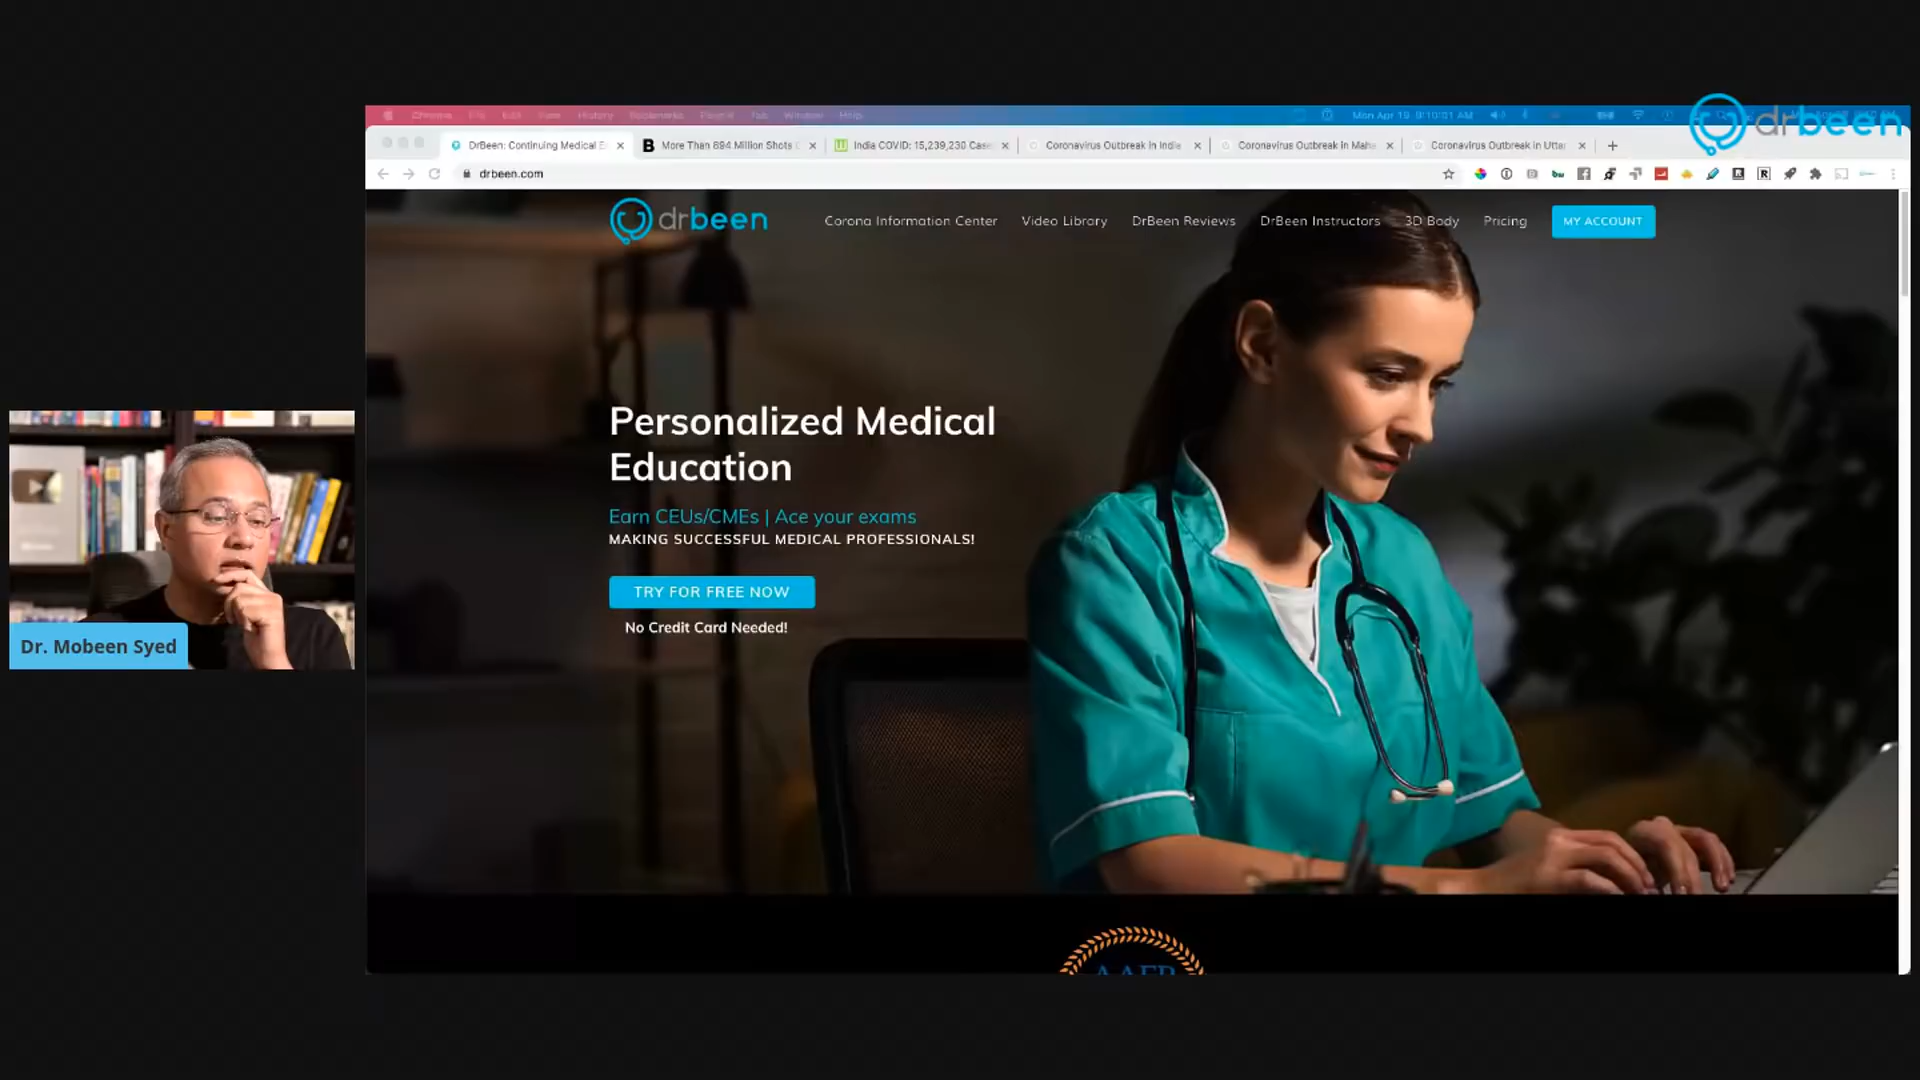 Chrome File Edit View History Bookmarks People Tab Window Help
Mon Apr 19 9:10:01 AM
drbeen
DrBeen: Continuing Medical E
More Than 894 Million Shots
India COVID: 15,239,230 Case
Coronavirus Outbreak in India
Coronavirus Outbreak in Maha
Coronavirus Outbreak in Uttar
drbeen.com
drbeen
Corona Information Center
Video Library
DrBeen Reviews
DrBeen Instructors
3D Body
Pricing
MY ACCOUNT
Personalized Medical
Education
Earn CEUs/CMEs | Ace your exams
MAKING SUCCESSFUL MEDICAL PROFESSIONALS!
TRY FOR FREE NOW
No Credit Card Needed!
Dr. Mobeen Syed
AAFP